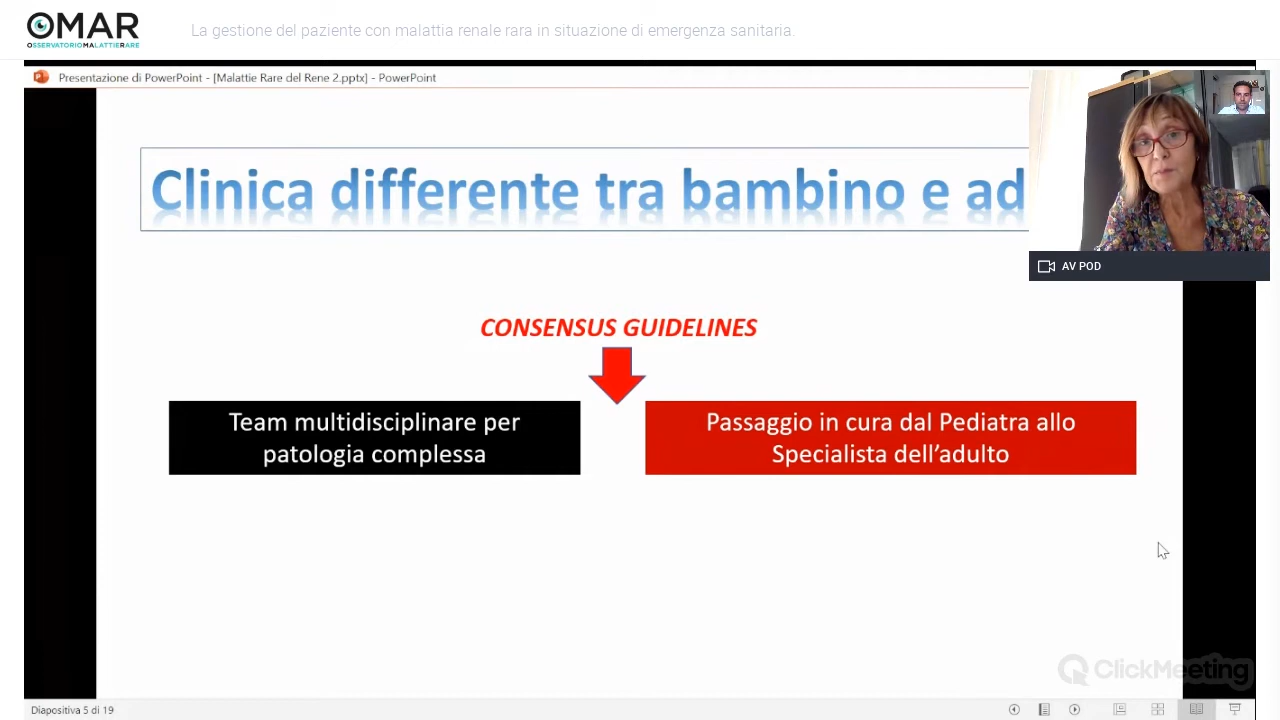 OMAR
OSSERVATORIOMALATTIERARE
La gestione del paziente con malattia renale rara in situazione di emergenza sanitaria.
Presentazione di PowerPoint - [Malattie Rare del Rene 2.pptx] - PowerPoint
Clinica differente tra bambino e ad
AV POD
CONSENSUS GUIDELINES
Team multidisciplinare per
patologia complessa
Passaggio in cura dal Pediatra allo
Specialista dell'adulto
ClickMeeting
Diapositiva 5 di 19